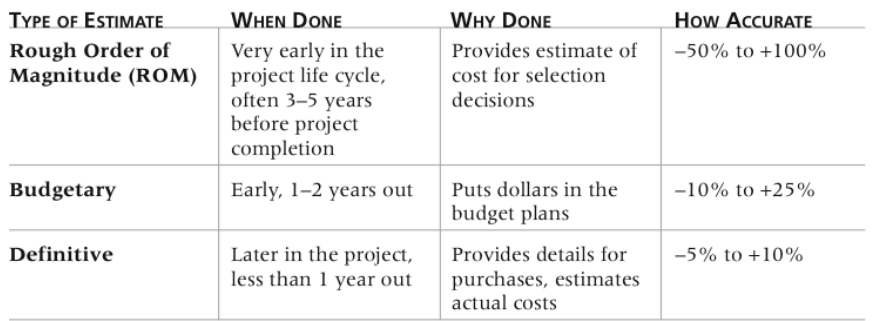 TYPE OF ESTIMATE WHEN DONE WHY DONE HOW ACCURATE
Rough Order of
Magnitude (ROM)
Very early in the
project life cycle,
often 3–5 years
before project
completion
Provides estimate of
cost for selection
decisions
–50% to +100%
Budgetary
Early, 1–2 years out
Puts dollars in the
budget plans
–10% to +25%
Definitive
Later in the project,
less than 1 year out
Provides details for
purchases, estimates
actual costs
–5% to +10%